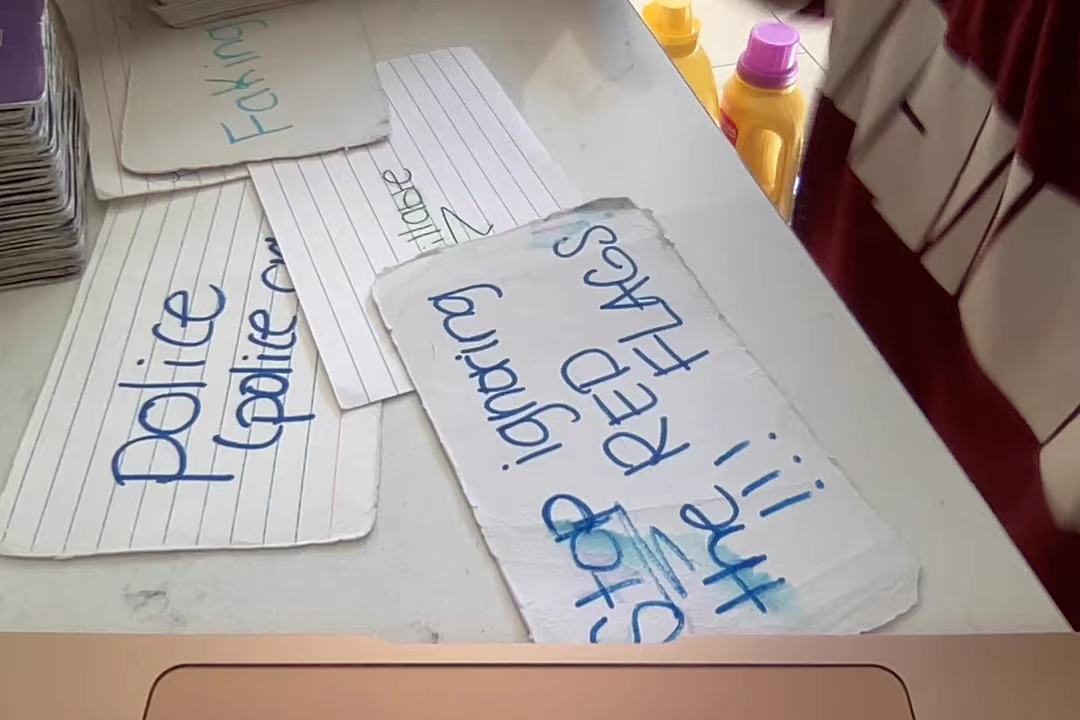 Faking
police
(police
Stop ignoring
the RED FLAGS
!!!